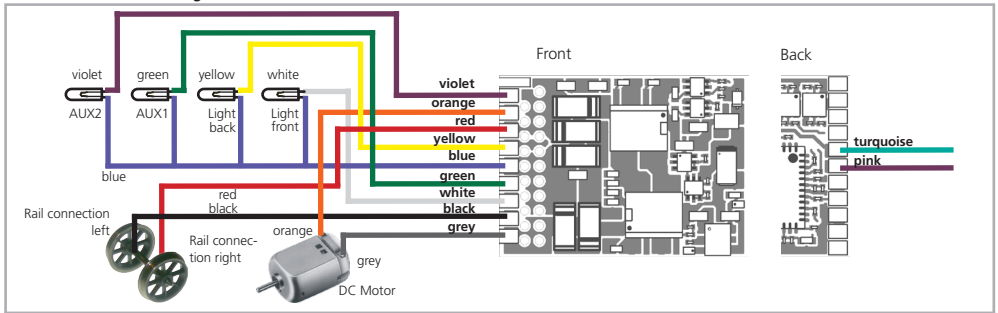 Front
Back
violet
green
yellow
white
AUX2
AUX1
Light
back
Light
front
blue
violet
orange
red
yellow
blue
green
white
black
grey
turquoise
pink
red
black
Rail connection
left
Rail connec-
tion right
orange
grey
DC Motor